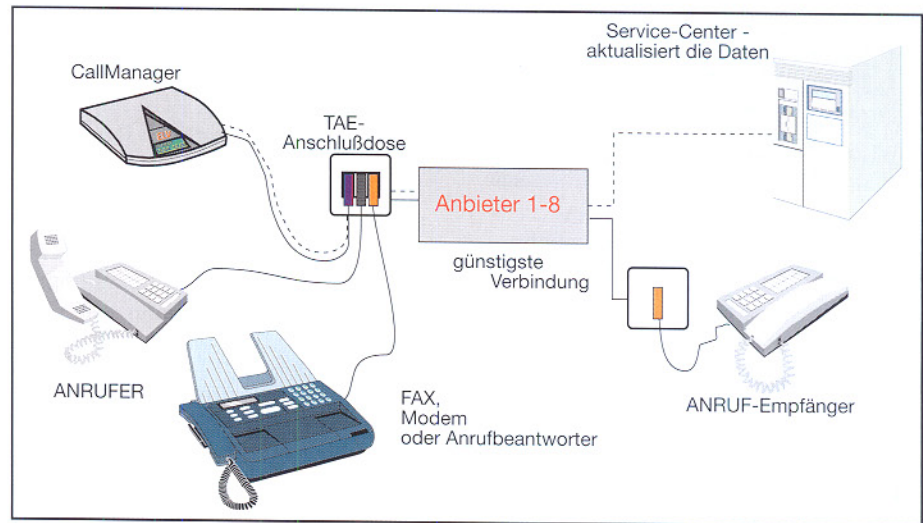 Service-Center -
aktualisiert die Daten
CallManager
TAE-
Anschlußdose
Anbieter 1-8
günstigste
Verbindung
ANRUFER
FAX,
Modem
oder Anrufbeantworter
ANRUF-Empfänger